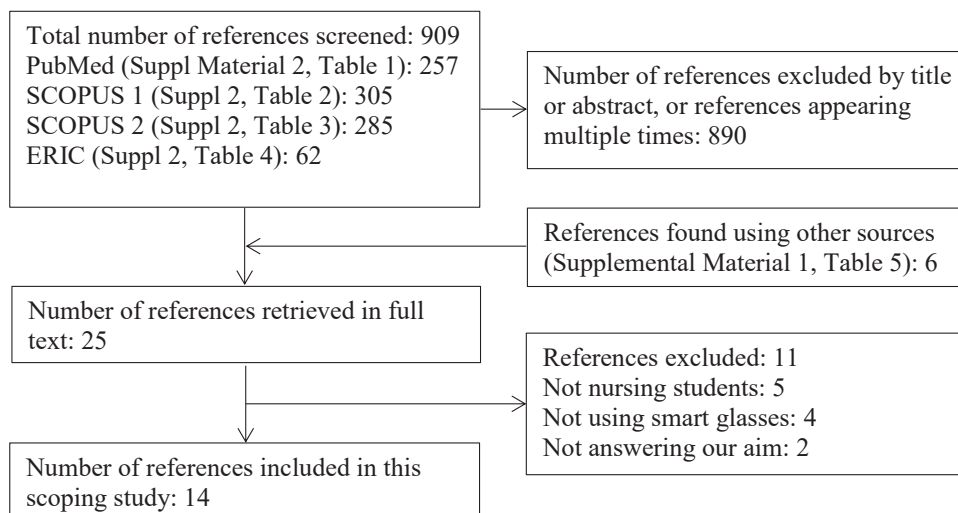 Total number of references screened: 909
PubMed (Suppl Material 2, Table 1): 257
SCOPUS 1 (Suppl 2, Table 2): 305
SCOPUS 2 (Suppl 2, Table 3): 285
ERIC (Suppl 2, Table 4): 62
Number of references excluded by title
or abstract, or references appearing
multiple times: 890
References found using other sources
(Supplemental Material 1, Table 5): 6
Number of references retrieved in full
text: 25
References excluded: 11
Not nursing students: 5
Not using smart glasses: 4
Not answering our aim: 2
Number of references included in this
scoping study: 14